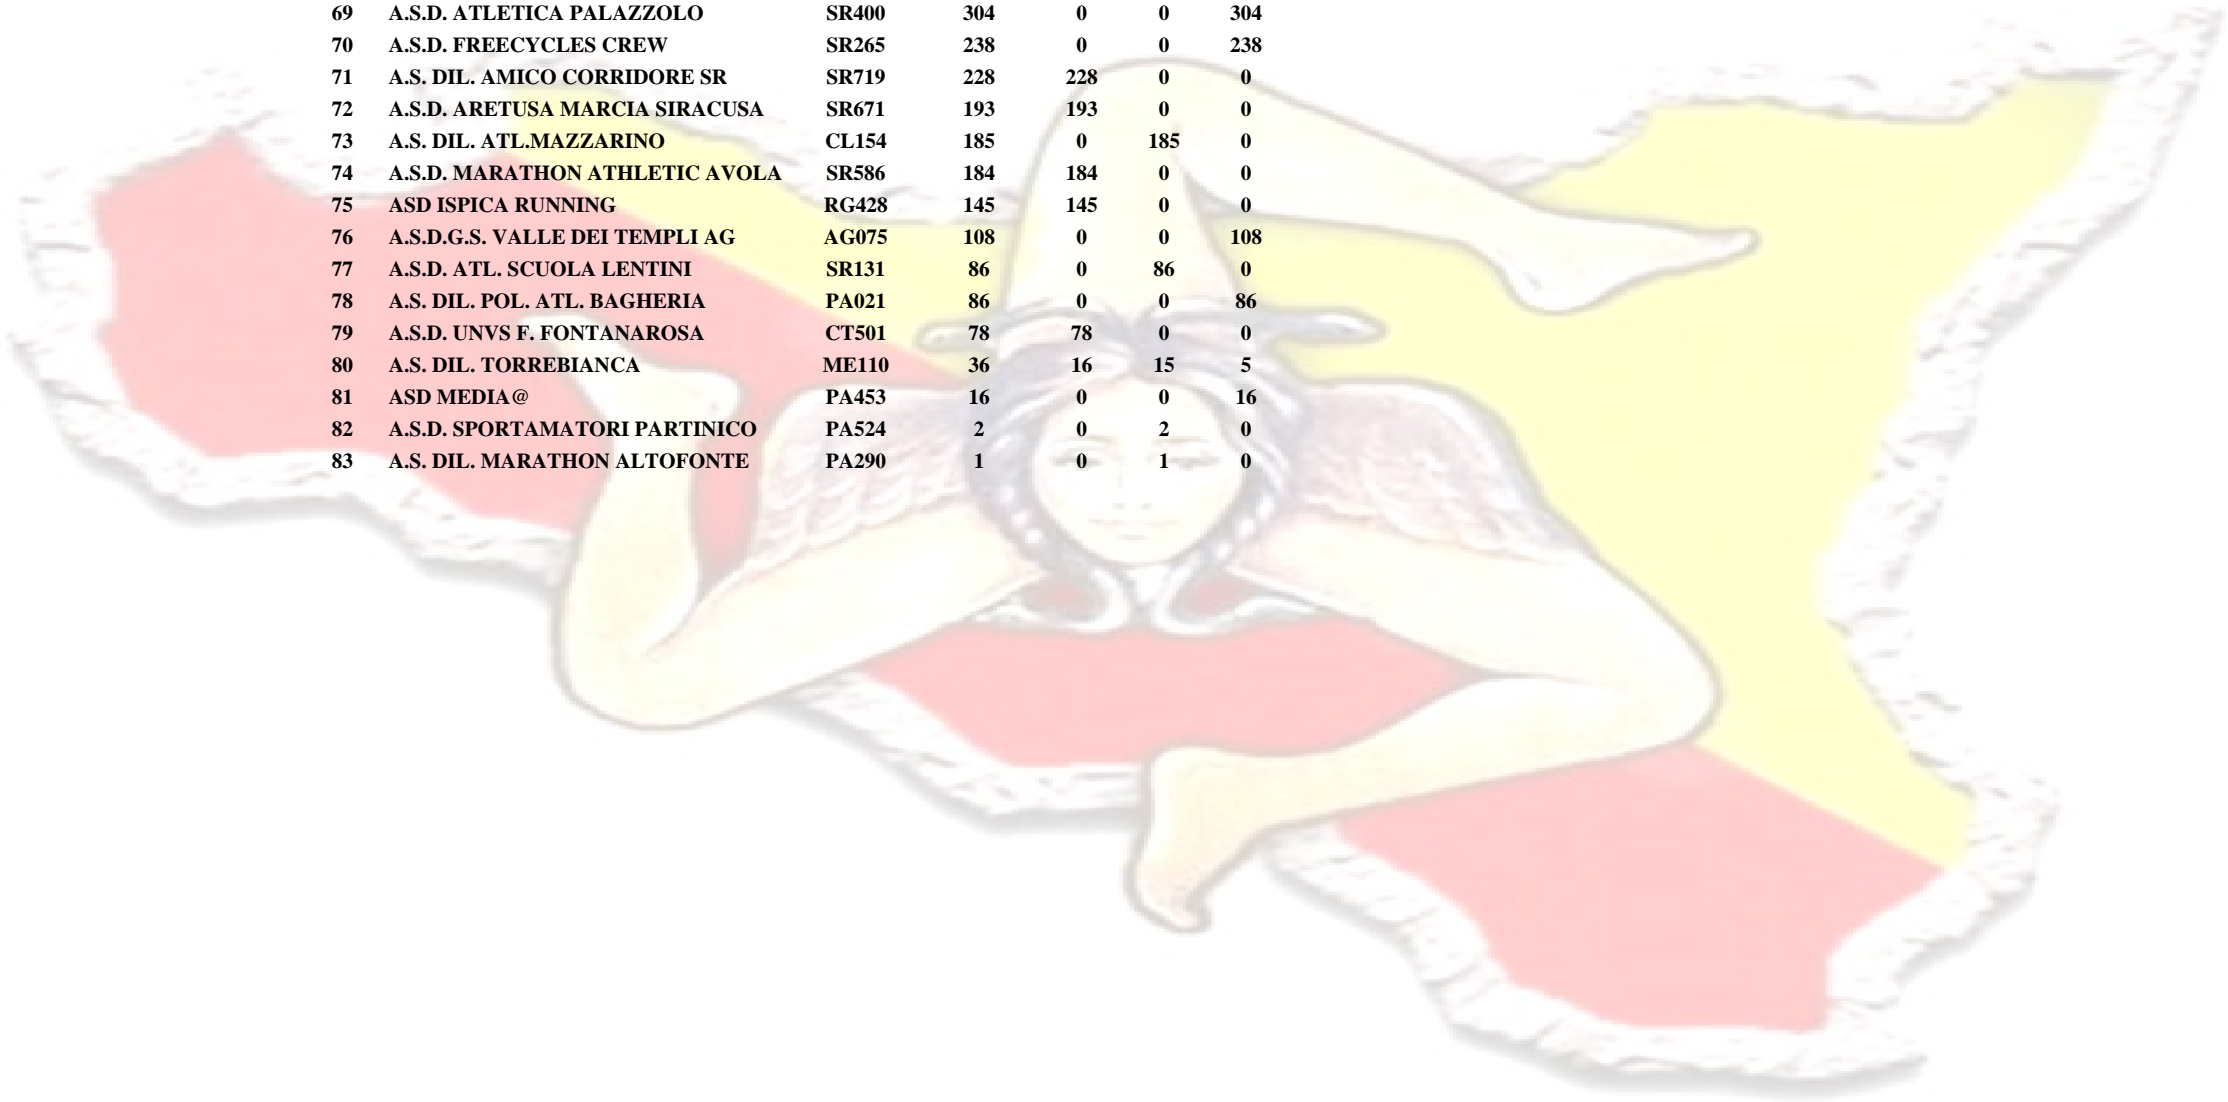 69 A.S.D. ATLETICA PALAZZOLO SR400 304 0 0 304
70 A.S.D. FREECYCLES CREW SR265 238 0 0 238
71 A.S. DIL. AMICO CORRIDORE SR SR719 228 228 0 0
72 A.S.D. ARETUSA MARCIA SIRACUSA SR671 193 193 0 0
73 A.S. DIL. ATL.MAZZARINO CL154 185 0 185 0
74 A.S.D. MARATHON ATHLETIC AVOLA SR586 184 184 0 0
75 ASD ISPICA RUNNING RG428 145 145 0 0
76 A.S.D.G.S. VALLE DEI TEMPLI AG AG075 108 0 0 108
77 A.S.D. ATL. SCUOLA LENTINI SR131 86 0 86 0
78 A.S. DIL. POL. ATL. BAGHERIA PA021 86 0 0 86
79 A.S.D. UNVS F. FONTANAROSA CT501 78 78 0 0
80 A.S. DIL. TORREBIANCA ME110 36 16 15 5
81 ASD MEDIA@ PA453 16 0 0 16
82 A.S.D. SPORTAMATORI PARTINICO PA524 2 0 2 0
83 A.S. DIL. MARATHON ALTOFONTE PA290 1 0 1 0